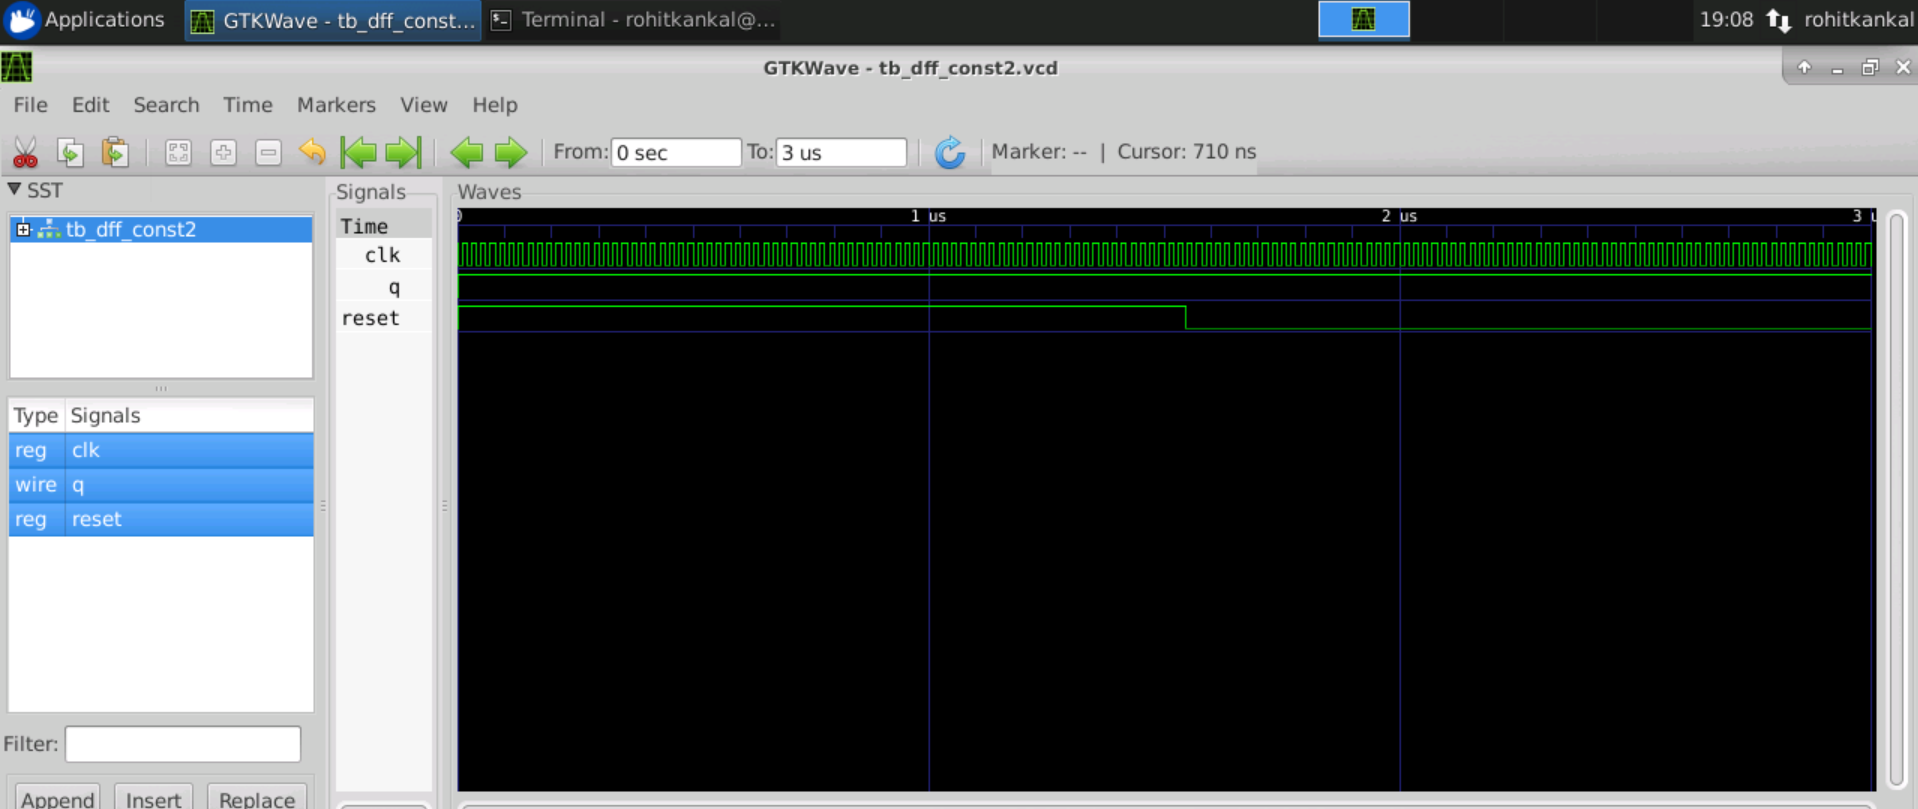 Applications GTKWave - tb_dff_const... Terminal - rohitkankal@... 19:08 rohitkankal
GTKWave - tb_dff_const2.vcd
File Edit Search Time Markers View Help
From: 0 sec To: 3 us Marker: -- | Cursor: 710 ns
SST
tb_dff_const2
Type Signals
reg clk
wire q
reg reset
Filter:
Append Insert Replace
Signals
Time
clk
q
reset
Waves
0 1 us 2 us 3 u